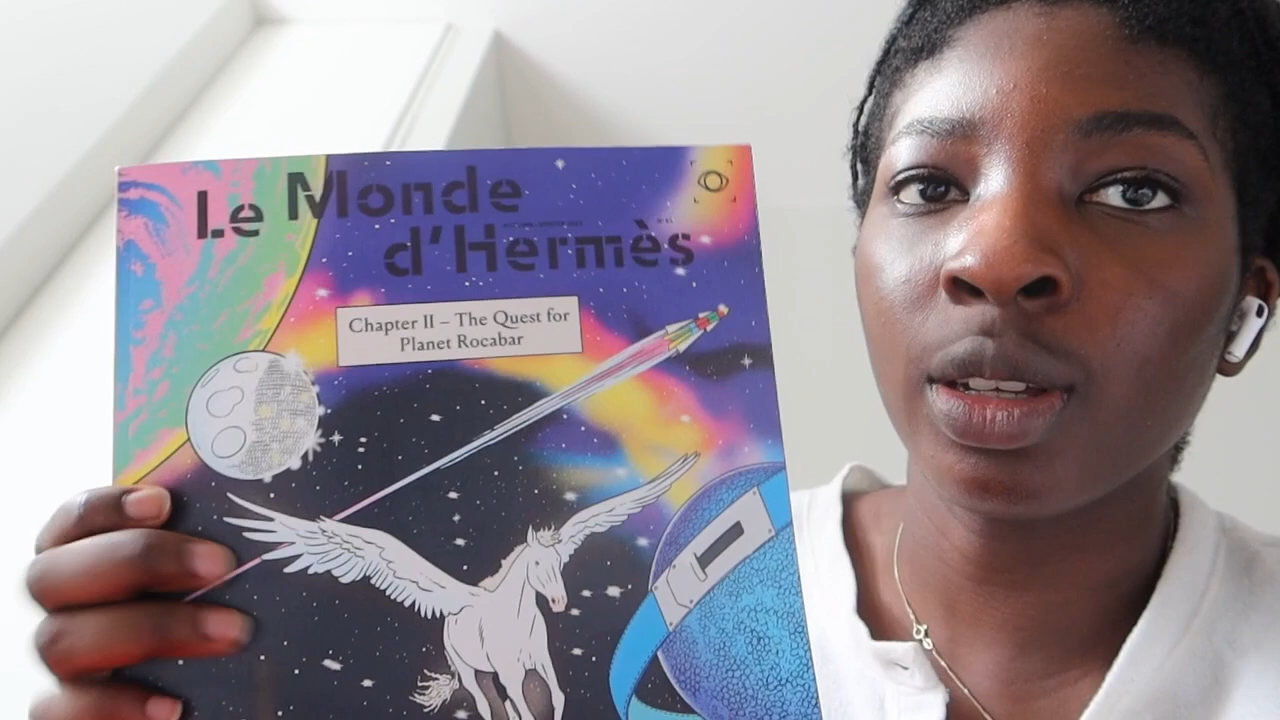 Le Monde
d'Hermès
Chapter II – The Quest for
Planet Rocabar